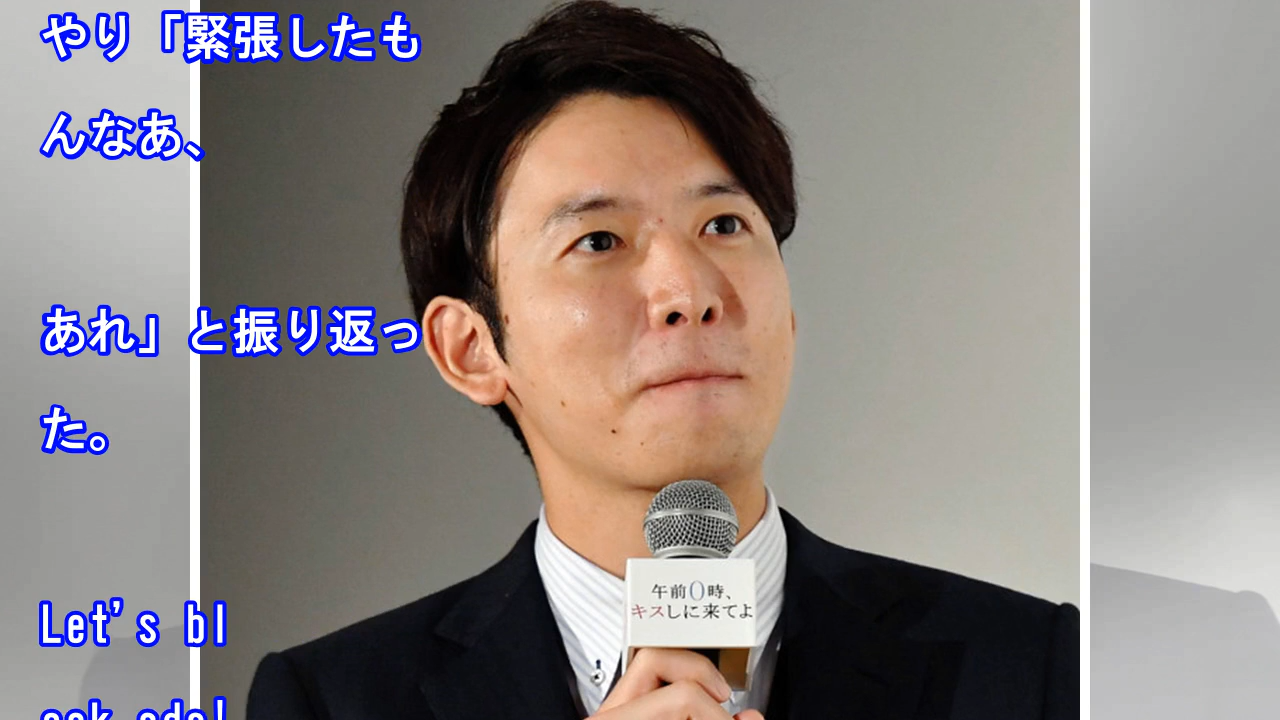 やり「緊張したも
んなあ、
あれ」と振り返っ
た。
Let's bl
午前0時、
キスしに来てよ